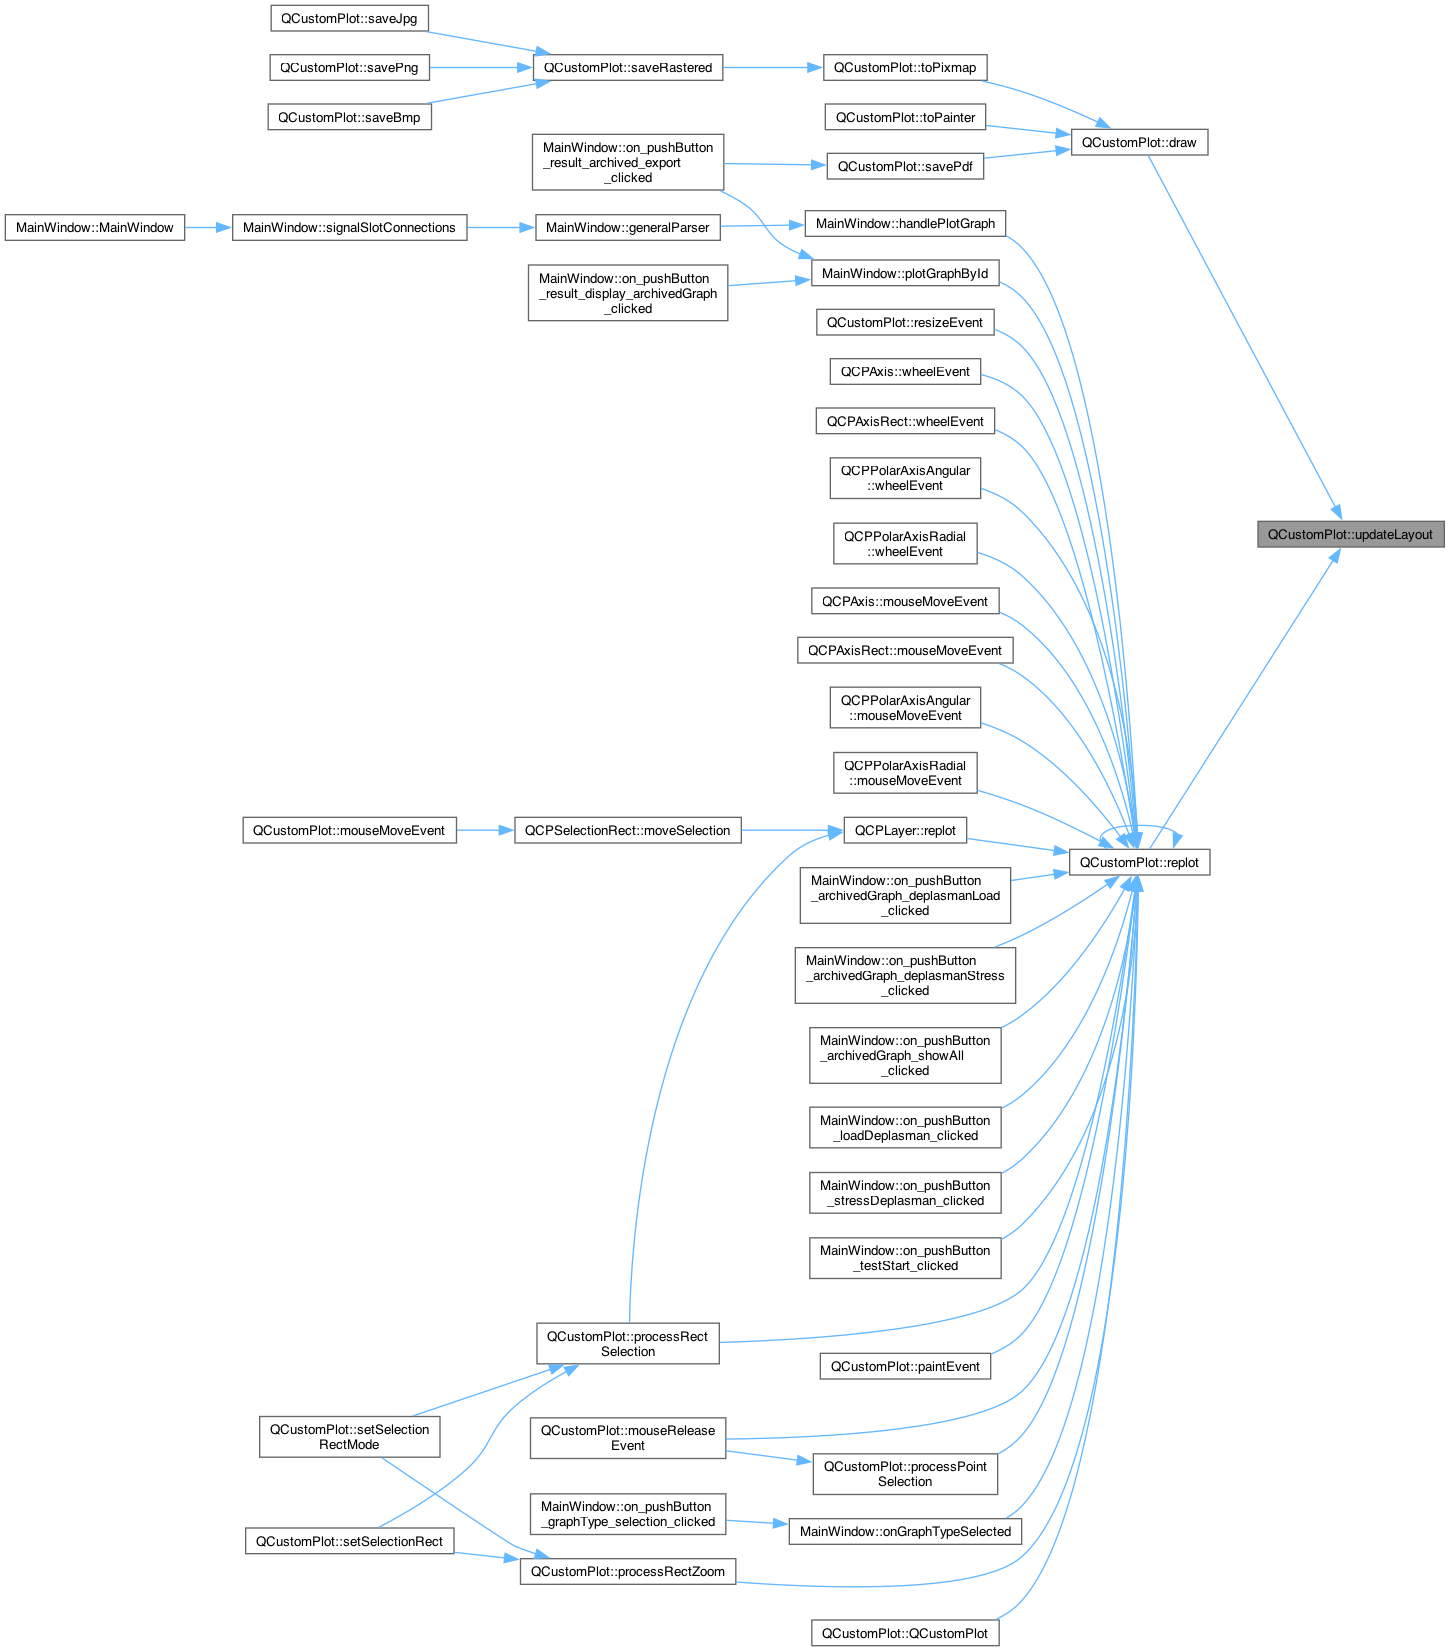 QCustomPlot::saveJpg
QCustomPlot::savePng
QCustomPlot::saveRastered
QCustomPlot::toPixmap
QCustomPlot::saveBmp
QCustomPlot::toPainter
QCustomPlot::draw
MainWindow::on_pushButton
_result_archived_export
_clicked
QCustomPlot::savePdf
MainWindow::MainWindow
MainWindow::signalSlotConnections
MainWindow::generalParser
MainWindow::handlePlotGraph
MainWindow::plotGraphById
MainWindow::on_pushButton
_result_display_archivedGraph
_clicked
QCustomPlot::resizeEvent
QCPAxis::wheelEvent
QCPAxisRect::wheelEvent
QCPPolarAxisAngular
::wheelEvent
QCustomPlot::updateLayout
QCPPolarAxisRadial
::wheelEvent
QCPAxis::mouseMoveEvent
QCPAxisRect::mouseMoveEvent
QCPPolarAxisAngular
::mouseMoveEvent
QCPPolarAxisRadial
::mouseMoveEvent
QCustomPlot::mouseMoveEvent
QCPSelectionRect::moveSelection
QCPLayer::replot
QCustomPlot::replot
MainWindow::on_pushButton
_archivedGraph_deplasmanLoad
_clicked
MainWindow::on_pushButton
_archivedGraph_deplasmanStress
_clicked
MainWindow::on_pushButton
_archivedGraph_showAll
_clicked
MainWindow::on_pushButton
_loadDeplasman_clicked
MainWindow::on_pushButton
_stressDeplasman_clicked
MainWindow::on_pushButton
_testStart_clicked
QCustomPlot::processRect
Selection
QCustomPlot::paintEvent
QCustomPlot::setSelection
RectMode
QCustomPlot::mouseRelease
Event
QCustomPlot::processPoint
Selection
MainWindow::on_pushButton
_graphType_selection_clicked
MainWindow::onGraphTypeSelected
QCustomPlot::setSelectionRect
QCustomPlot::processRectZoom
QCustomPlot::QCustomPlot